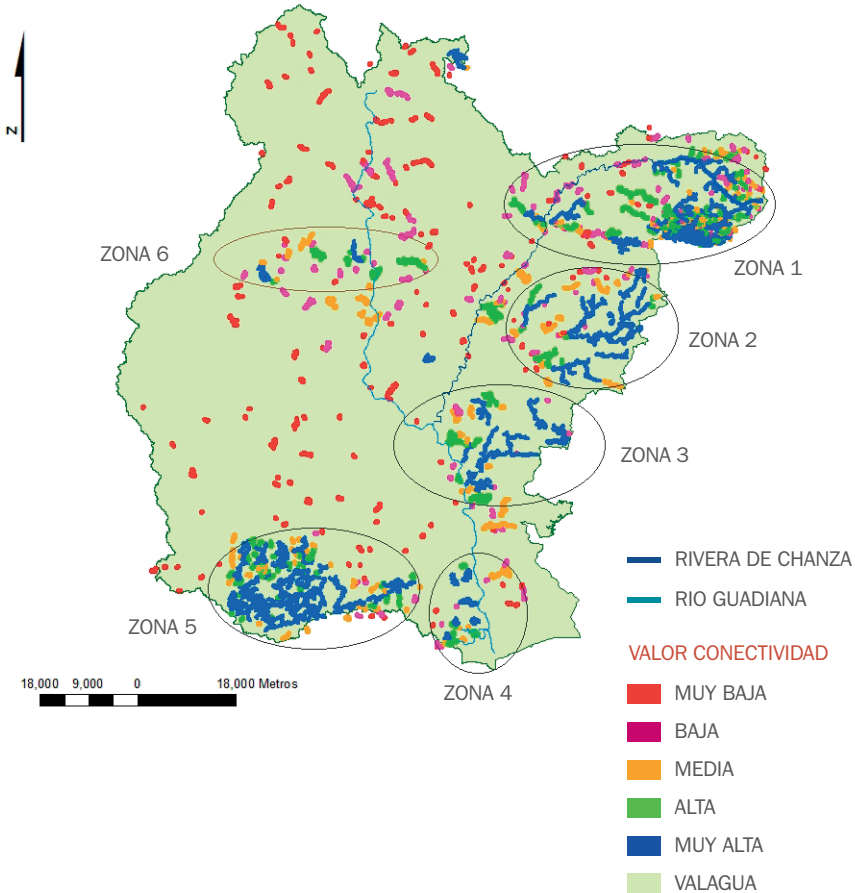 N
ZONA 6
ZONA 1
ZONA 2
ZONA 3
ZONA 5
ZONA 4
18,000 9,000 0 18,000 Metros
RIVERA DE CHANZA
RIO GUADIANA
VALOR CONECTIVIDAD
MUY BAJA
BAJA
MEDIA
ALTA
MUY ALTA
VALAGUA